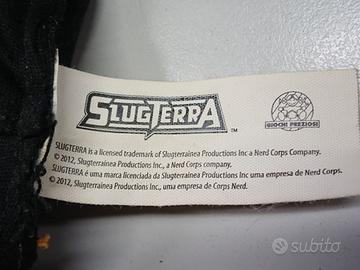 SLUGTERRA ™
GIOCHI PREZIOSI
SLUGTERRA is a licensed trademark of Slugterrainea Productions Inc a Nerd Corps Company.
© 2012, Slugterrainea Productions Inc., a Nerd Corps company.
SLUGTERRA é uma marca licenciada da Slugterrainea Productions Inc uma empresa de Nerd Corps.
© 2012, Slugterrainea Productions Inc, uma empresa de Corps Nerd.
subito